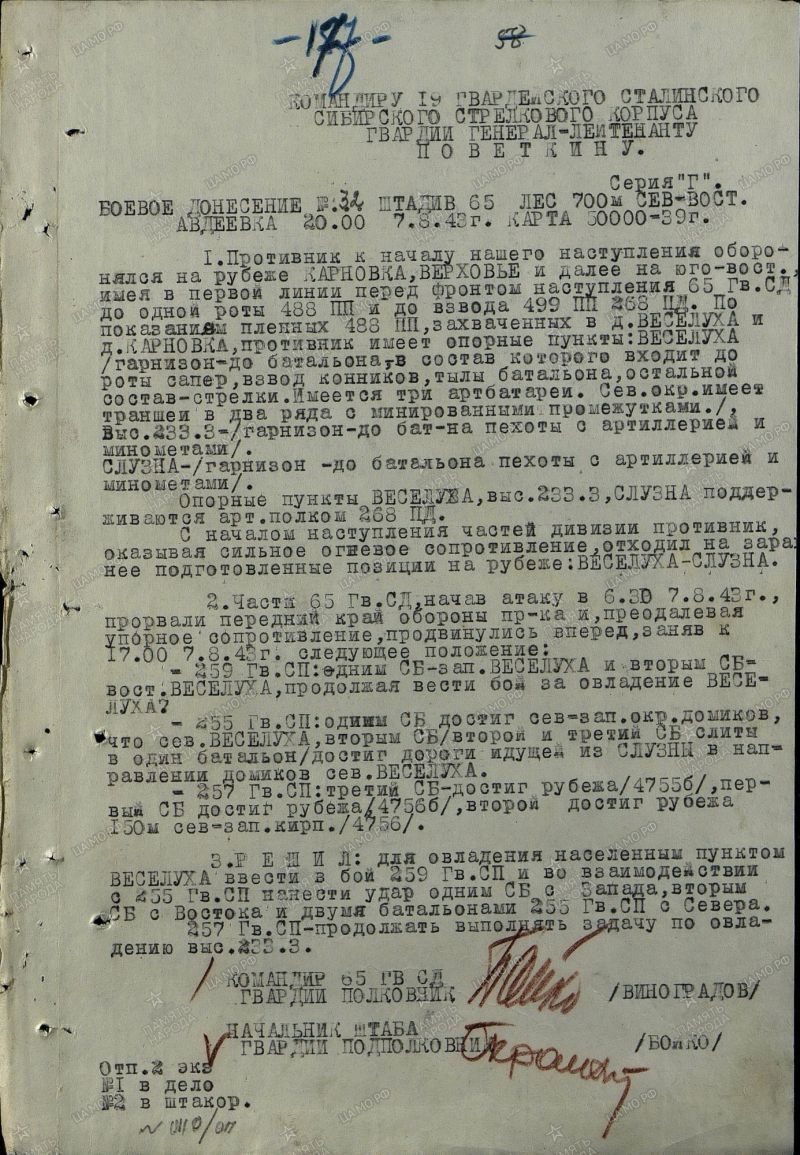 -177-
58
КОМАНДИРУ 19 ГВАРДЕЙСКОГО СТАЛИНСКОГО
СИБИРСКОГО СТРЕЛКОВОГО КОРПУСА
ГВАРДИИ ГЕНЕРАЛ-ЛЕЙТЕНАНТУ
П О В Е Т К И Н У.
Серия"Г".
БОЕВОЕ ДОНЕСЕНИЕ №.32 ШТАДИВ 65 ЛЕС 700м СЕВ-ВОСТ.
АВДЕЕВКА 20.00 7.8.43г. КАРТА 50000-39г.
I.Противник к началу нашего наступления оборо-
нялся на рубеже КАРНОВКА,ВЕРХОВЬЕ и далее на юго-вост.,
имея в первой линии перед фронтом наступления 65 Гв.СД
до одной роты 488 ПП и до взвода 499 ПП 268 ПД. По
показаниям пленных 488 ПП,захваченных в д.ВЕСЕЛУХА и
д.КАРНОВКА,противник имеет опорные пункты:ВЕСЕЛУХА
/гарнизон-до батальона,в состав которого входит до
роты сапер,взвод конников,тылы батальона,остальной
состав-стрелки.Имеется три артбатареи. Сев.окр.имеет
траншеи в два ряда с минированными промежутками./,
Выс.233.3-/гарнизон-до бат-на пехоты с артиллерией и
минометами/.
СЛУЗНА-/гарнизон -до батальона пехоты с артиллерией и
минометами/.
Опорные пункты ВЕСЕЛУХА,выс.233.3,СЛУЗНА поддер-
живаются арт.полком 268 ПД.
С началом наступления частей дивизии противник,
оказывая сильное огневое сопротивление,отходил на зара-
нее подготовленные позиции на рубеже:ВЕСЕЛУХА-СЛУЗНА.
2.Части 65 Гв.СД,начав атаку в 6.30 7.8.43г.,
прорвали передний край обороны пр-ка и,преодалевая
упорное сопротивление,продвинулись вперед,заняв к
17.00 7.8.43г. следующее положение:
- 259 Гв.СП:одним СБ-зап.ВЕСЕЛУХА и вторым СБ-
вост.ВЕСЕЛУХА,продолжая вести бой за овладение ВЕСЕ-
ЛУХА?
- 255 Гв.СП:одним СБ достиг сев-зап.окр.домиков,
что сев.ВЕСЕЛУХА,вторым СБ/второй и третий СБ слиты
в один батальон/достиг дороги идущей из СЛУЗНЫ в нап-
равлении домиков сев.ВЕСЕЛУХА.
- 257 Гв.СП:третий СБ-достиг рубежа/4755б/,пер-
вый СБ достиг рубежа/4756б/,второй достиг рубежа
150м сев-зап.кирп./4756/.
3.Р Е Ш И Л: для овладения населенным пунктом
ВЕСЕЛУХА ввести в бой 259 Гв.СП и во взаимодействии
с 255 Гв.СП нанести удар одним СБ с Запада,вторым
СБ с Востока и двумя батальонами 255 Гв.СП с Севера.
257 Гв.СП-продолжать выполнять задачу по овла-
дению выс.233.3.
КОМАНДИР 65 ГВ СД
ГВАРДИИ ПОЛКОВНИК /ВИНОГРАДОВ/
НАЧАЛЬНИК ШТАБА
ГВАРДИИ ПОДПОЛКОВНИК /БОЙКО/
Отп.2 экз
№1 в дело
№2 в штакор.